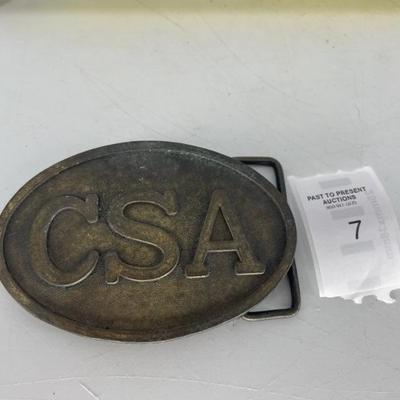 CSA
PAST TO PRESENT
AUCTIONS
7